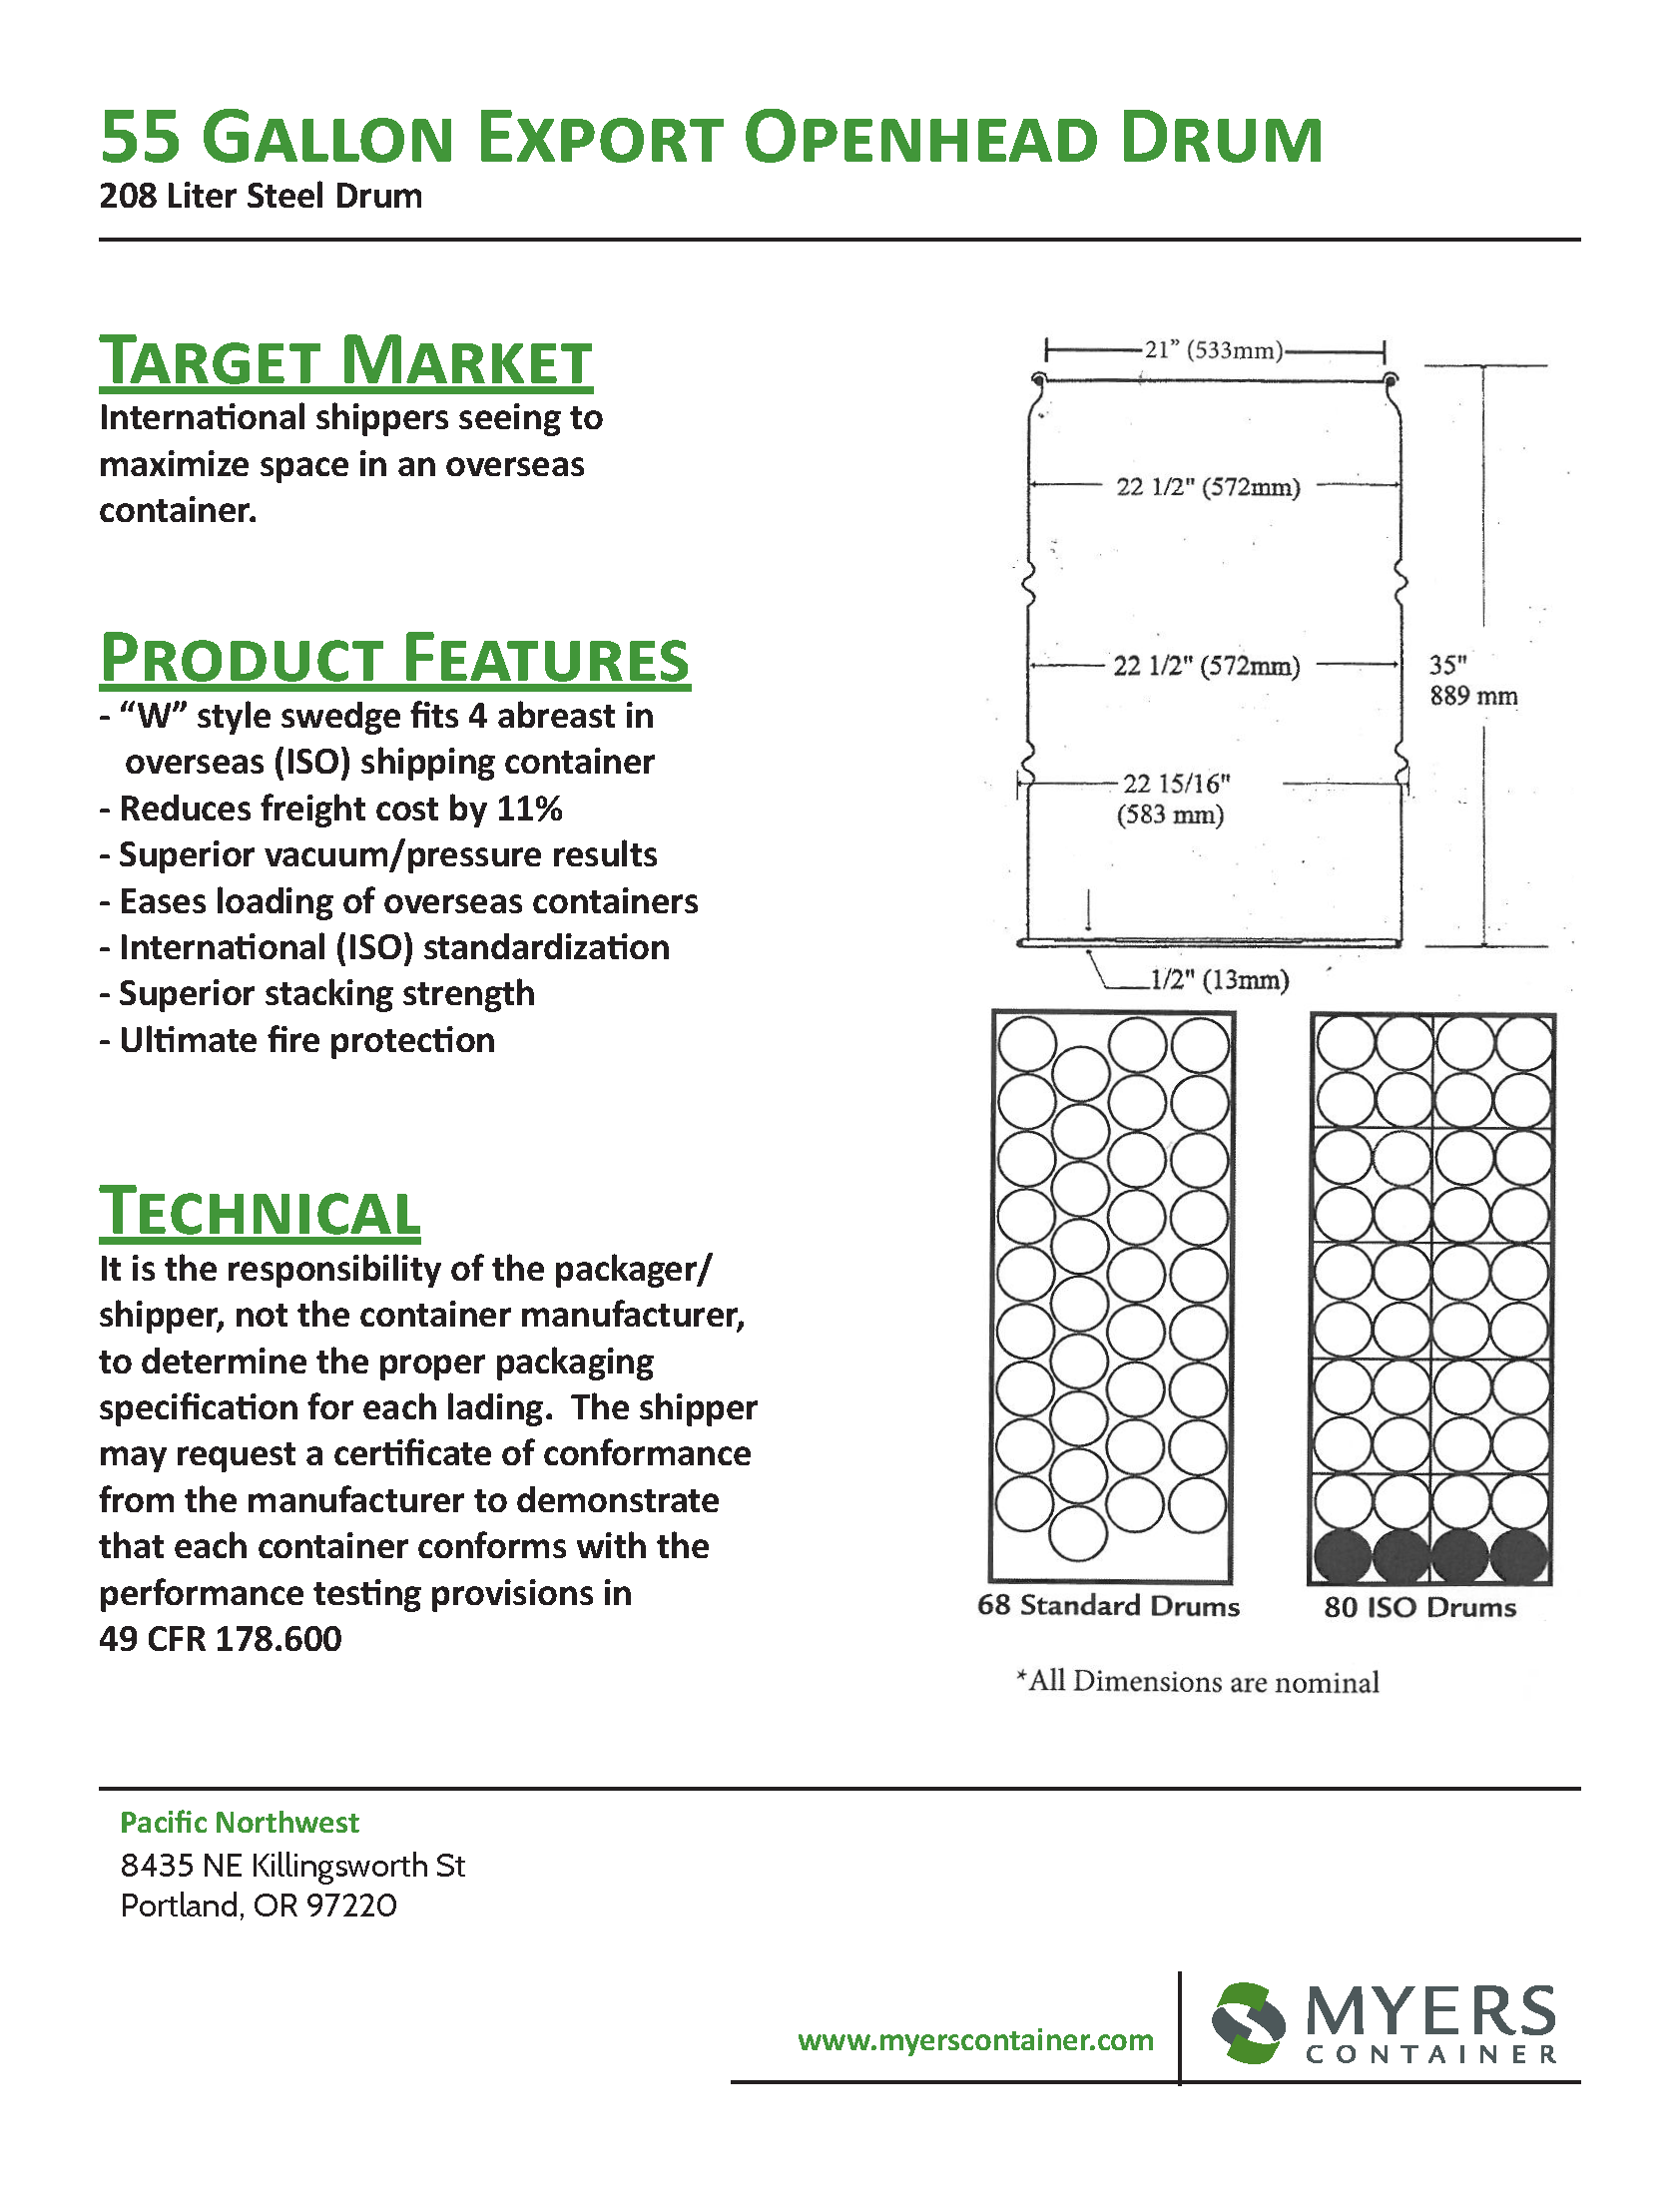 55 Gallon Export Openhead Drum
208 Liter Steel Drum
Target Market
International shippers seeing to
maximize space in an overseas
container.
Product Features
- “W” style swedge fits 4 abreast in
overseas (ISO) shipping container
- Reduces freight cost by 11%
- Superior vacuum/pressure results
- Eases loading of overseas containers
- International (ISO) standardization
- Superior stacking strength
- Ultimate fire protection
Technical
It is the responsibility of the packager/
shipper, not the container manufacturer,
to determine the proper packaging
specification for each lading.  The shipper
may request a certificate of conformance
from the manufacturer to demonstrate
that each container conforms with the
performance testing provisions in
49 CFR 178.600
21” (533mm)
22 1/2" (572mm)
22 1/2" (572mm)
35"
889 mm
22 15/16"
(583 mm)
1/2" (13mm)
68 Standard Drums
80 ISO Drums
*All Dimensions are nominal
Pacific Northwest
8435 NE Killingsworth St
Portland, OR 97220
www.myerscontainer.com
MYERS
CONTAINER